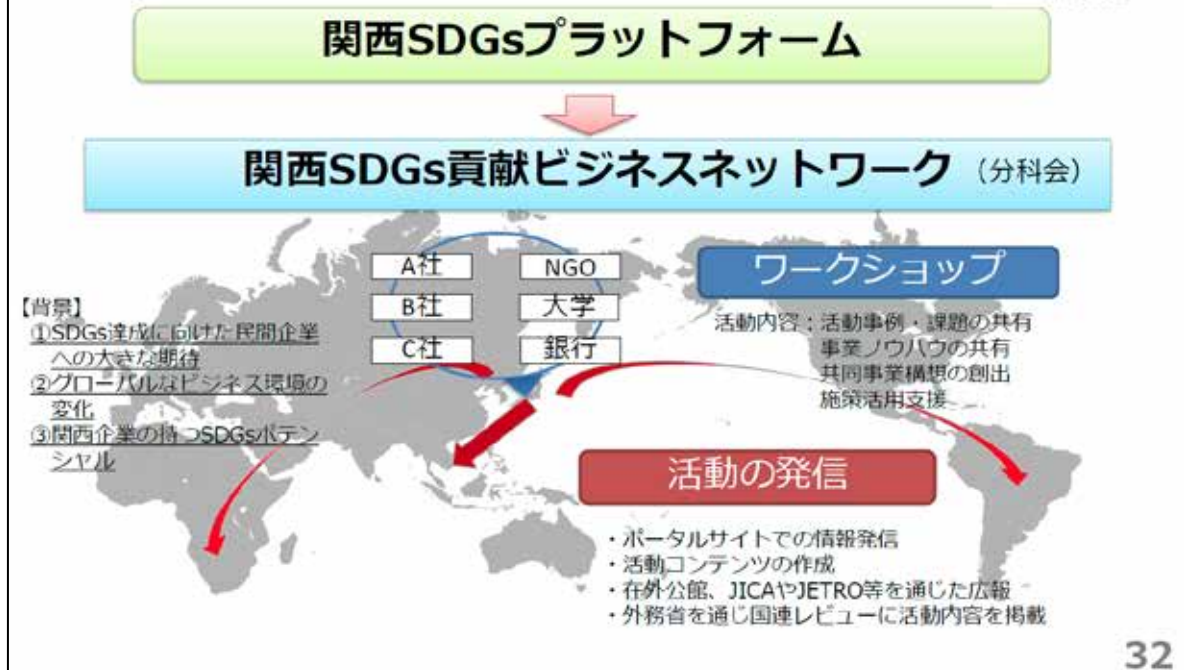 関西SDGsプラットフォーム
関西SDGs貢献ビジネスネットワーク（分科会）
A社
B社
C社
NGO
大学
銀行
【背景】
①SDGs達成に向けた民間企業
への大きな期待
②グローバルなビジネス環境の
変化
③関西企業の持つSDGsポテン
シャル
ワークショップ
活動内容：活動事例・課題の共有
事業ノウハウの共有
共同事業構想の創出
施策活用支援
活動の発信
・ポータルサイトでの情報発信
・活動コンテンツの作成
・在外公館、JICAやJETRO等を通じた広報
・外務省を通じ国連レビューに活動内容を掲載
32